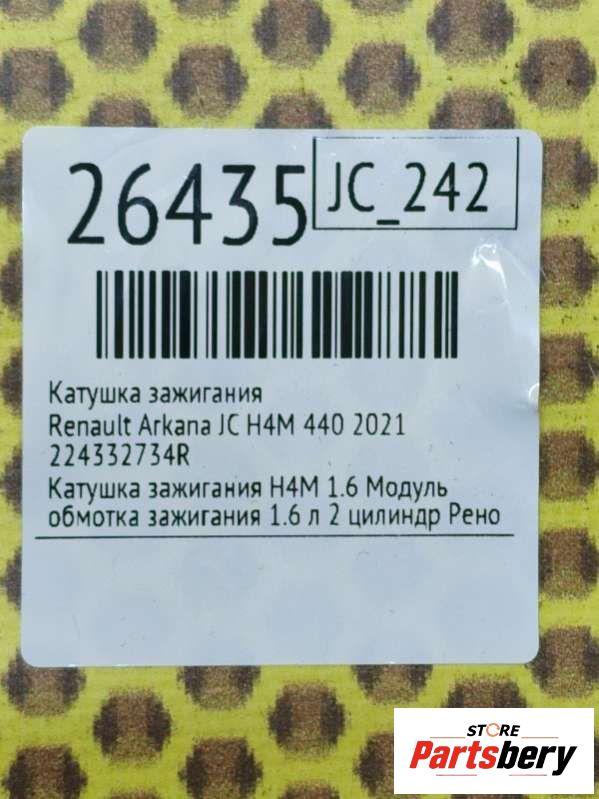 26435 JC_242
Катушка зажигания
Renault Arkana JC H4M 440 2021
224332734R
Катушка зажигания H4M 1.6 Модуль
обмотка зажигания 1.6 л 2 цилиндр Рено
STORE
Partsbery